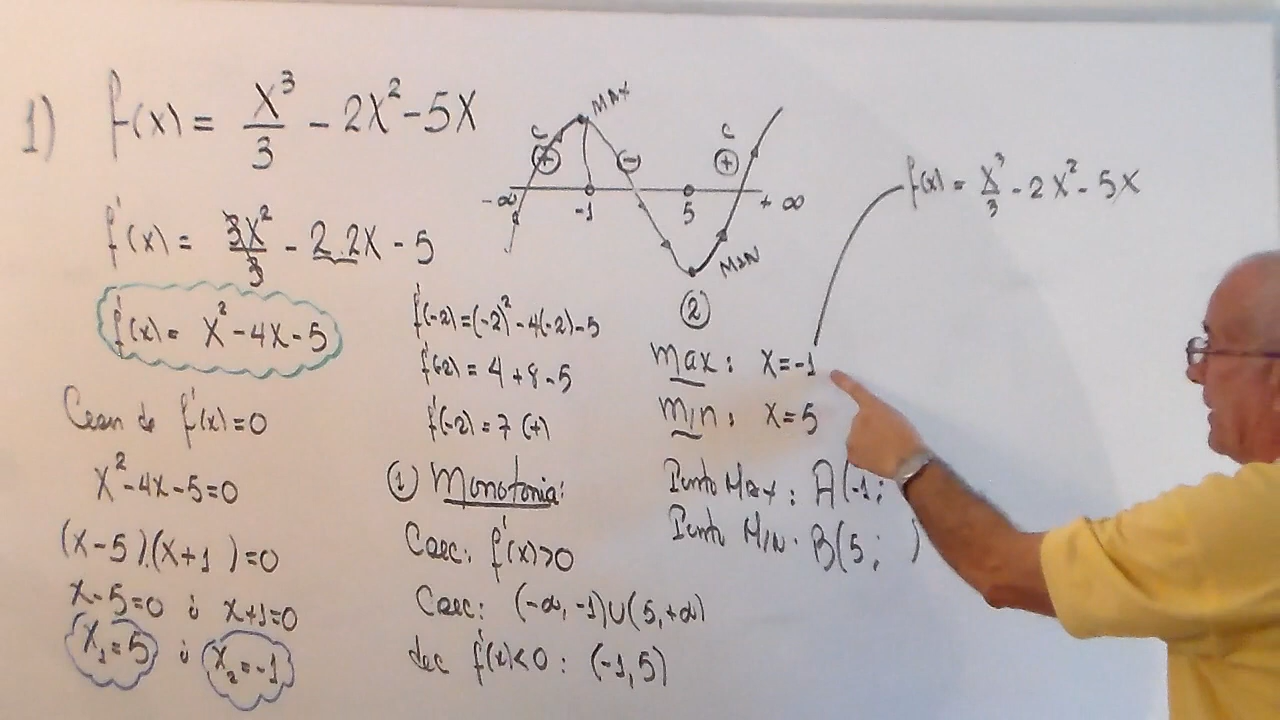 1) f(x) = x³/3 - 2x² - 5x
f'(x) = 3x²/3 - 2.2x - 5
f'(x) = x² - 4x - 5
de f'(x) = 0
x² - 4x - 5 = 0
(x - 5).(x + 1) = 0
x - 5 = 0 ó x + 1 = 0
x₁ = 5 ó x₂ = -1
MAX
C + - C +
-∞ -1 5 +∞
MIN
f'(-2) = (-2)² - 4(-2) - 5
f'(-2) = 4 + 8 - 5
f'(-2) = 7 (+)
① Monotonia:
Crec: f'(x) > 0
Crec: (-∞, -1) U (5, +∞)
dec f'(x) < 0 : (-1, 5)
②
max: x = -1
min: x = 5
Punto Max : A(-1;
Punto Min : B(5; )
f(x) = x³/3 - 2x² - 5x